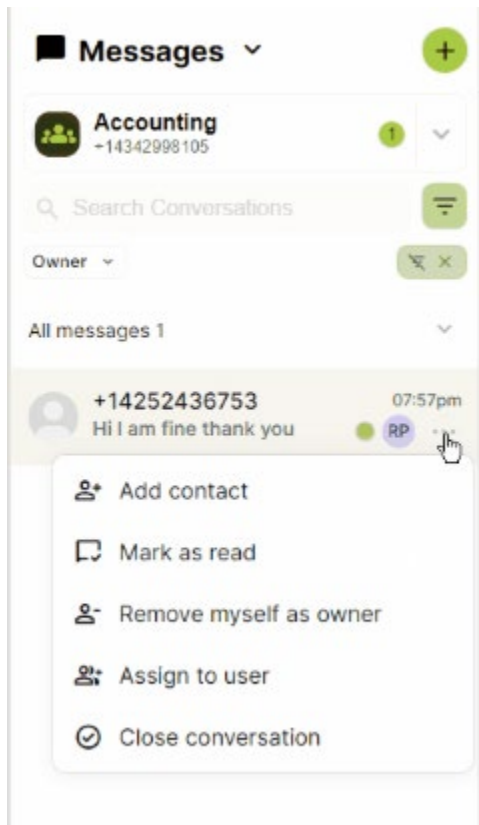 Messages
Accounting
+14342998105
1
Search Conversations
Owner
All messages 1
+14252436753
07:57pm
Hi I am fine thank you
RP
Add contact
Mark as read
Remove myself as owner
Assign to user
Close conversation